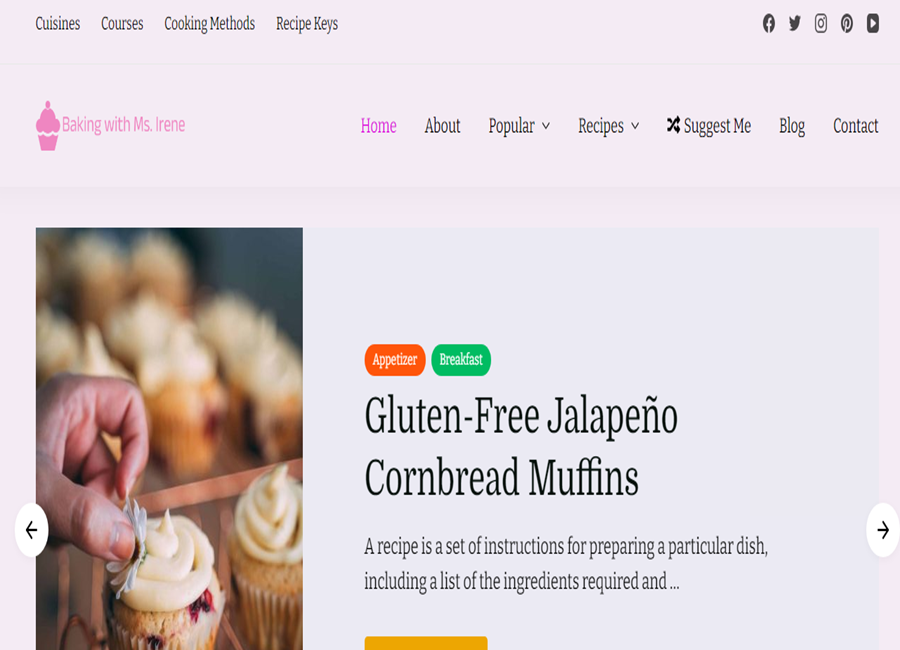 Cuisines Courses Cooking Methods Recipe Keys
Baking with Ms. Irene
Home About Popular Recipes Suggest Me Blog Contact
Appetizer Breakfast
Gluten-Free Jalapeño
Cornbread Muffins
A recipe is a set of instructions for preparing a particular dish,
including a list of the ingredients required and ...